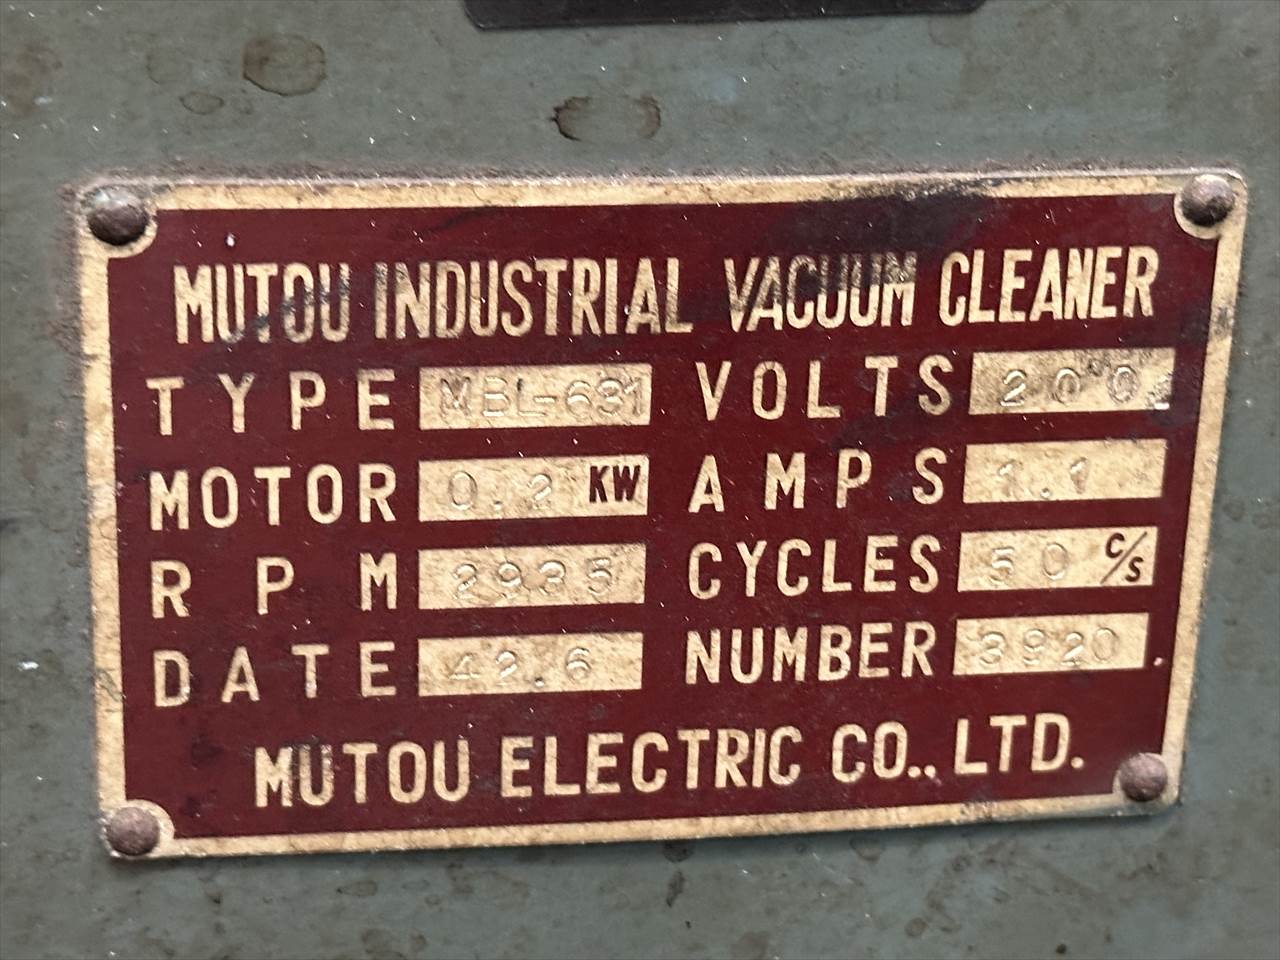 MUTOU INDUSTRIAL VACUUM CLEANER
TYPE MBL-631 VOLTS 200
MOTOR 0.2 KW AMPS 1.1
RPM 2935 CYCLES 50 C/S
DATE 42.6 NUMBER 3920
MUTOU ELECTRIC CO., LTD.